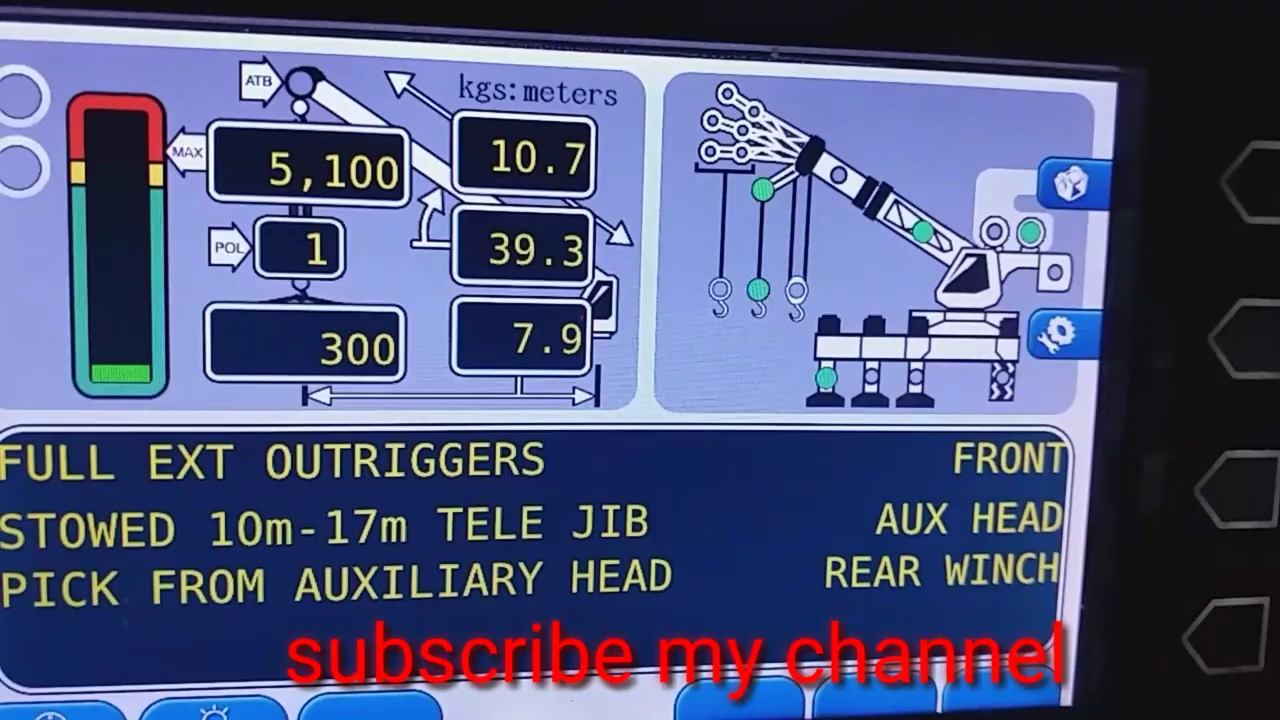 ATB
kgs:meters
MAX
5,100
10.7
POL
1
39.3
300
7.9
FULL EXT OUTRIGGERS
FRONT
STOWED 10m-17m TELE JIB
AUX HEAD
PICK FROM AUXILIARY HEAD
REAR WINCH
subscribe my channel